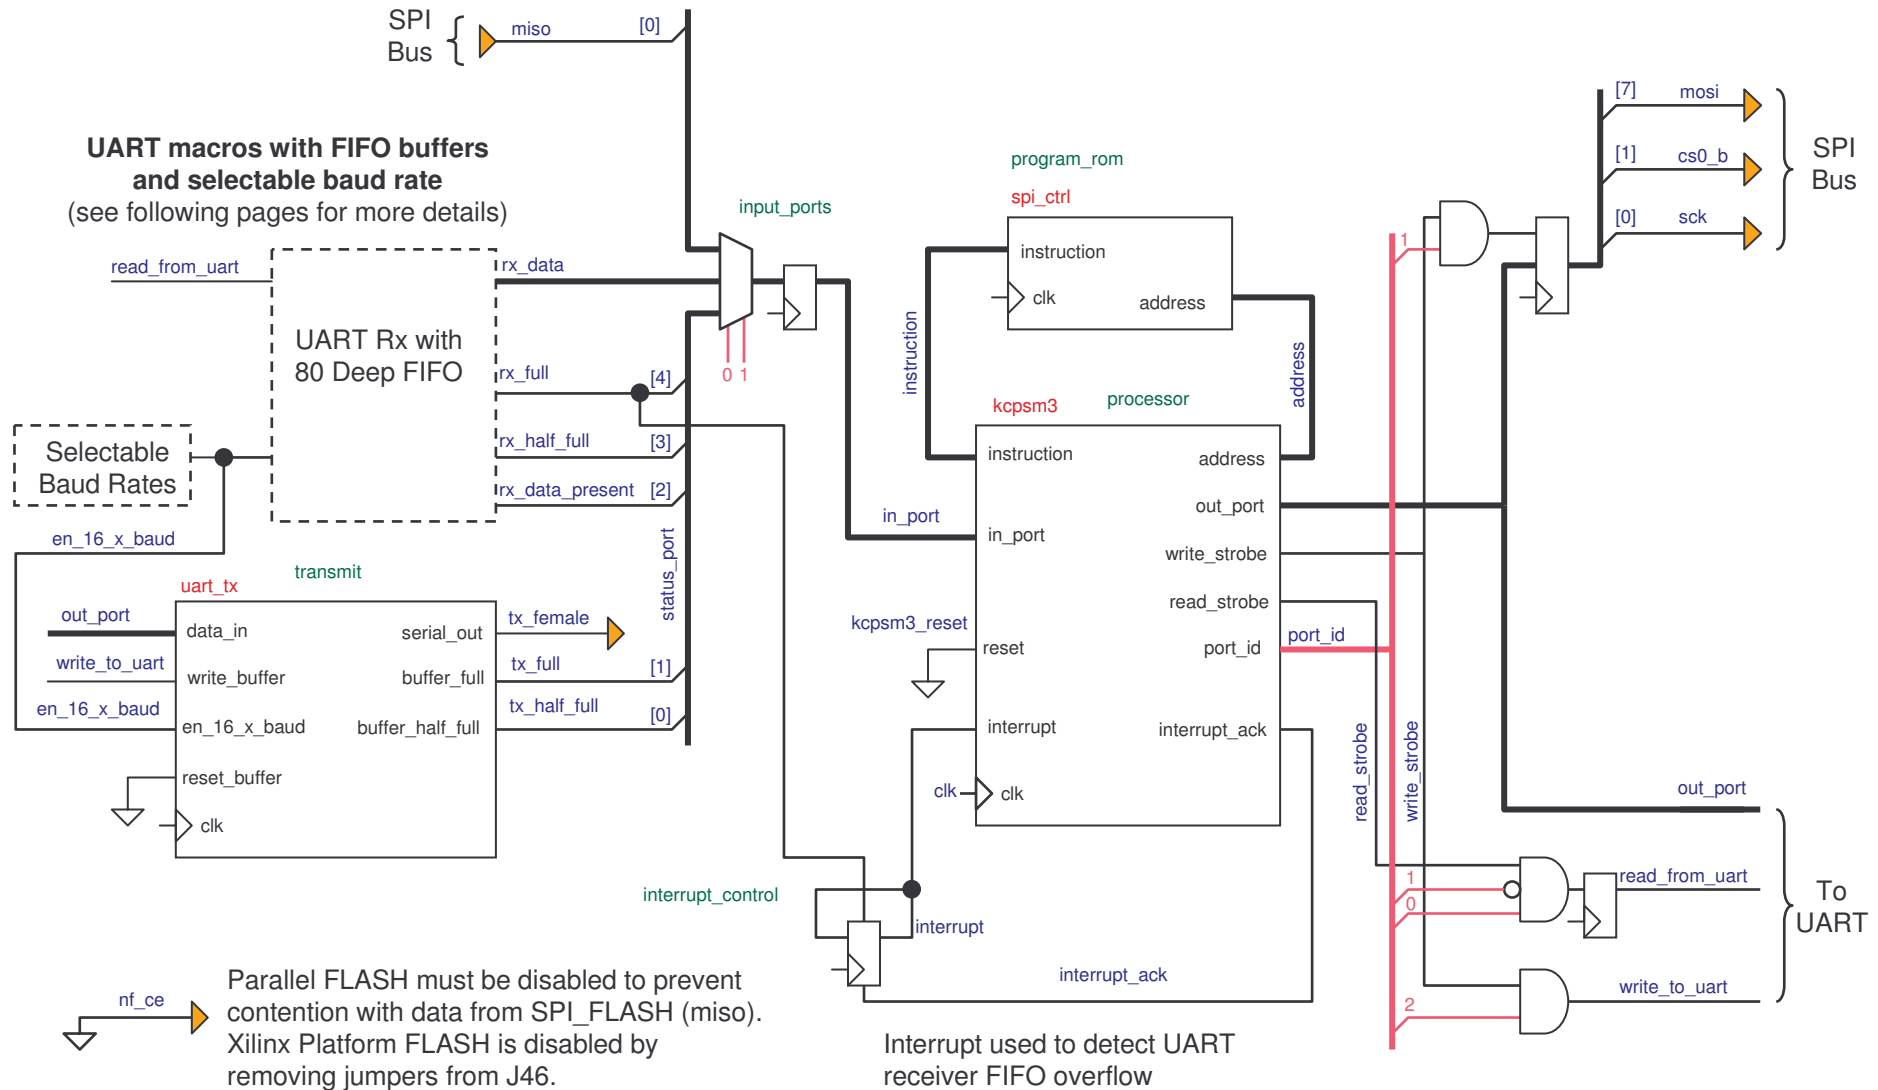 SPI
Bus
miso
[0]
UART macros with FIFO buffers
and selectable baud rate
(see following pages for more details)
read_from_uart
UART Rx with
80 Deep FIFO
rx_data
rx_full
[4]
rx_half_full
[3]
rx_data_present
[2]
Selectable
Baud Rates
en_16_x_baud
transmit
uart_tx
out_port
write_to_uart
en_16_x_baud
data_in
write_buffer
en_16_x_baud
reset_buffer
clk
serial_out
buffer_full
buffer_half_full
tx_female
tx_full
[1]
tx_half_full
[0]
status_port
input_ports
0 1
program_rom
spi_ctrl
instruction
clk
address
instruction
address
kcpsm3
processor
instruction
in_port
reset
interrupt
clk
address
out_port
write_strobe
read_strobe
port_id
interrupt_ack
in_port
kcpsm3_reset
clk
port_id
read_strobe
write_strobe
interrupt_control
interrupt
interrupt_ack
1
[7]
mosi
[1]
cs0_b
[0]
sck
SPI
Bus
out_port
1
0
read_from_uart
2
write_to_uart
To
UART
nf_ce
Parallel FLASH must be disabled to prevent
contention with data from SPI_FLASH (miso).
Xilinx Platform FLASH is disabled by
removing jumpers from J46.
Interrupt used to detect UART
receiver FIFO overflow